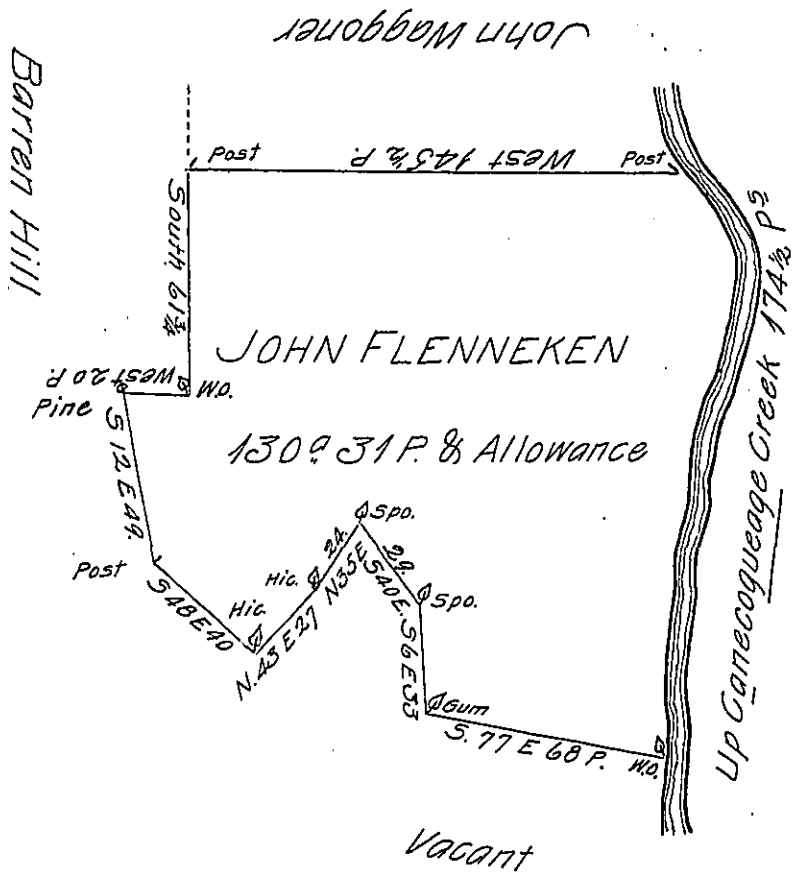 John Waggoner
Barren Hill
Post
West 143½ P.
Post
South 61¾
Up Canecoqueage Creek 174½ Ps
JOHN FLENNEKEN
130a 31 P. & Allowance
West 20 P.
W.O.
Pine
S 12 E 49.
Post
S 48 E 40
Hic.
N. 43 E 27
Hic.
24.
N 35 E
Spo.
29.
S 40 E.
Spo.
S 6 E 33
Gum
S. 77 E 68 P.
W.O.
Vacant